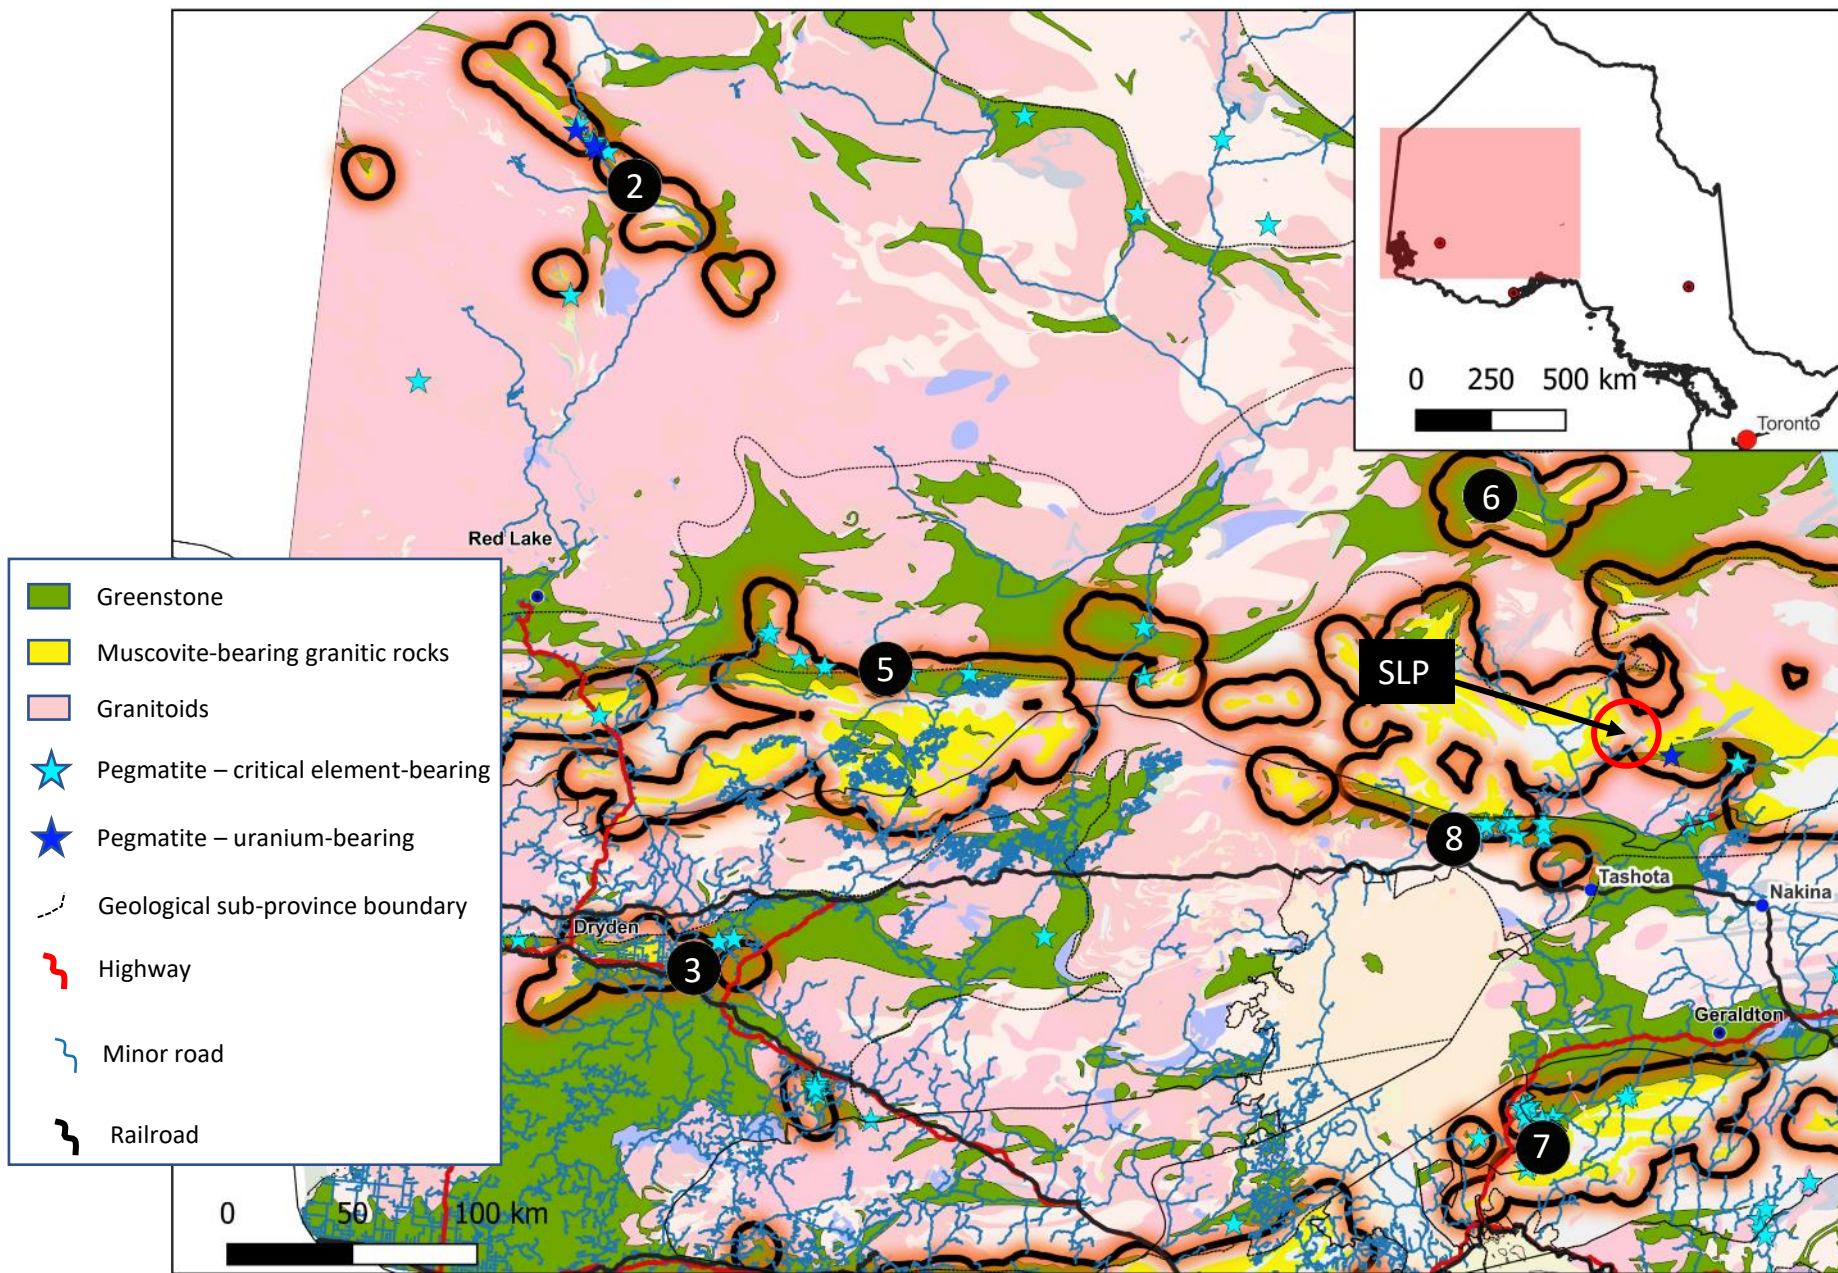 2
0 250 500 km
Toronto
6
Red Lake
Greenstone
Muscovite-bearing granitic rocks
Granitoids
Pegmatite – critical element-bearing
Pegmatite – uranium-bearing
Geological sub-province boundary
Highway
Minor road
Railroad
5
SLP
8
Tashota
Nakina
Dryden
3
Geraldton
7
0 50 100 km